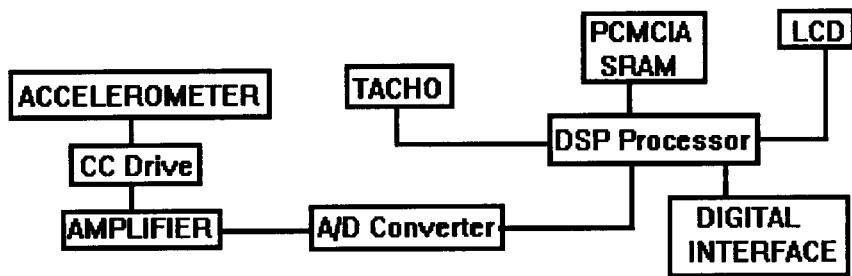 PCMCIA
SRAM
LCD
ACCELEROMETER
TACHO
DSP Processor
CC Drive
AMPLIFIER
A/D Converter
DIGITAL
INTERFACE